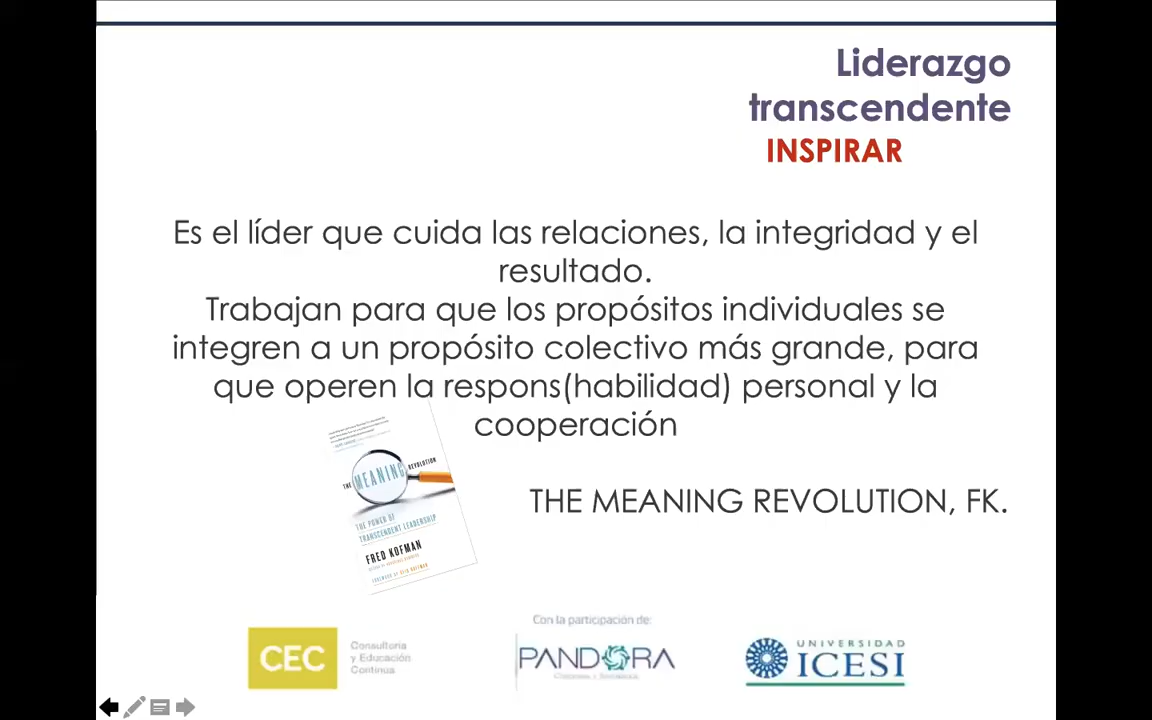 Liderazgo
transcendente
INSPIRAR
Es el líder que cuida las relaciones, la integridad y el
resultado.
Trabajan para que los propósitos individuales se
integren a un propósito colectivo más grande, para
que operen la respons(habilidad) personal y la
cooperación
THE MEANING REVOLUTION
THE POWER OF
TRANSCENDENT LEADERSHIP
FRED KOFMAN
THE MEANING REVOLUTION, FK.
CEC
Consultoría
y Educación
Continua
Con la participación de:
PANDORA
UNIVERSIDAD
ICESI